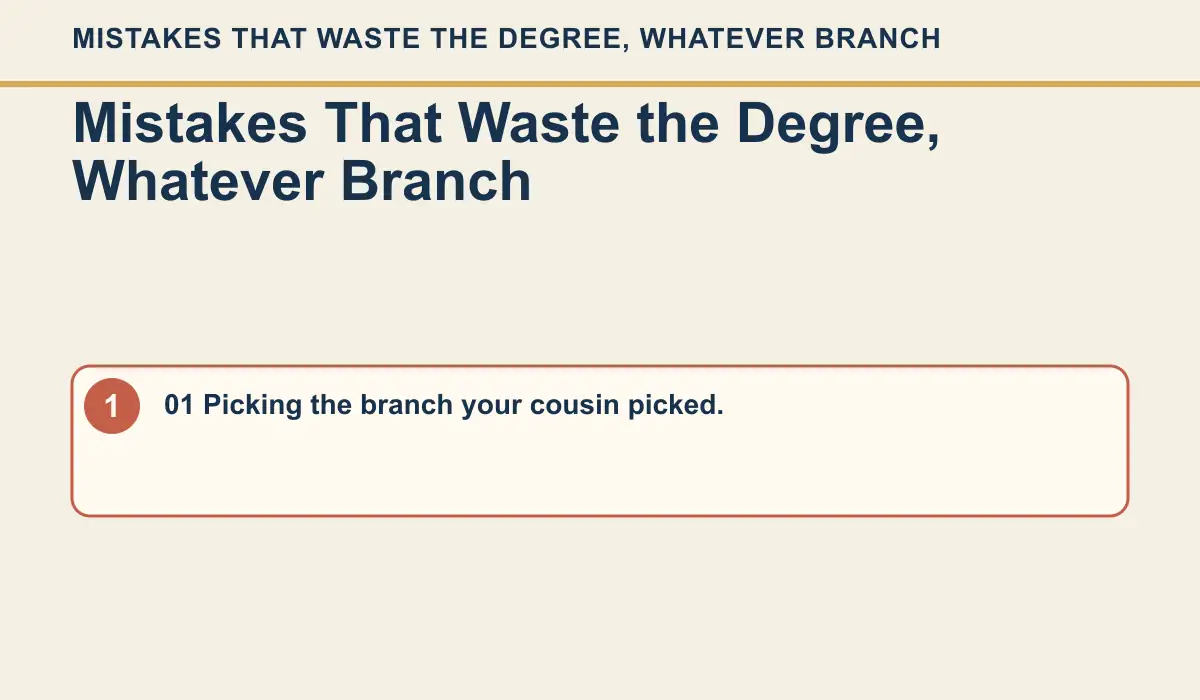 MISTAKES THAT WASTE THE DEGREE, WHATEVER BRANCH
Mistakes That Waste the Degree,
Whatever Branch
1
01 Picking the branch your cousin picked.